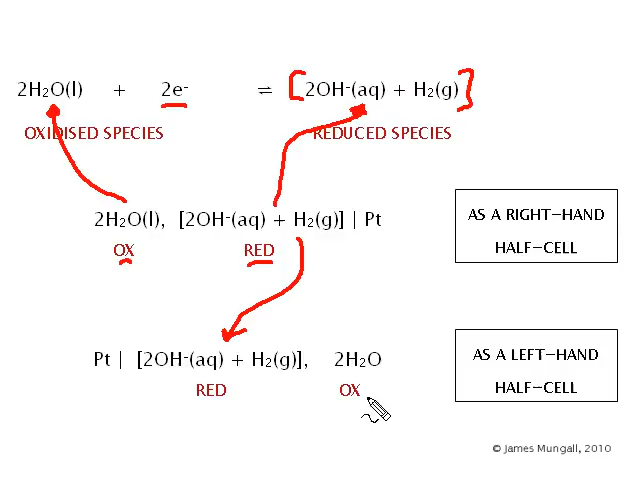 2H₂O(l) + 2e⁻ ⇌ [2OH⁻(aq) + H₂(g)]
OXIDISED SPECIES REDUCED SPECIES
2H₂O(l), [2OH⁻(aq) + H₂(g)] | Pt
OX RED
AS A RIGHT-HAND
HALF-CELL
Pt | [2OH⁻(aq) + H₂(g)], 2H₂O
RED OX
AS A LEFT-HAND
HALF-CELL
© James Mungall, 2010